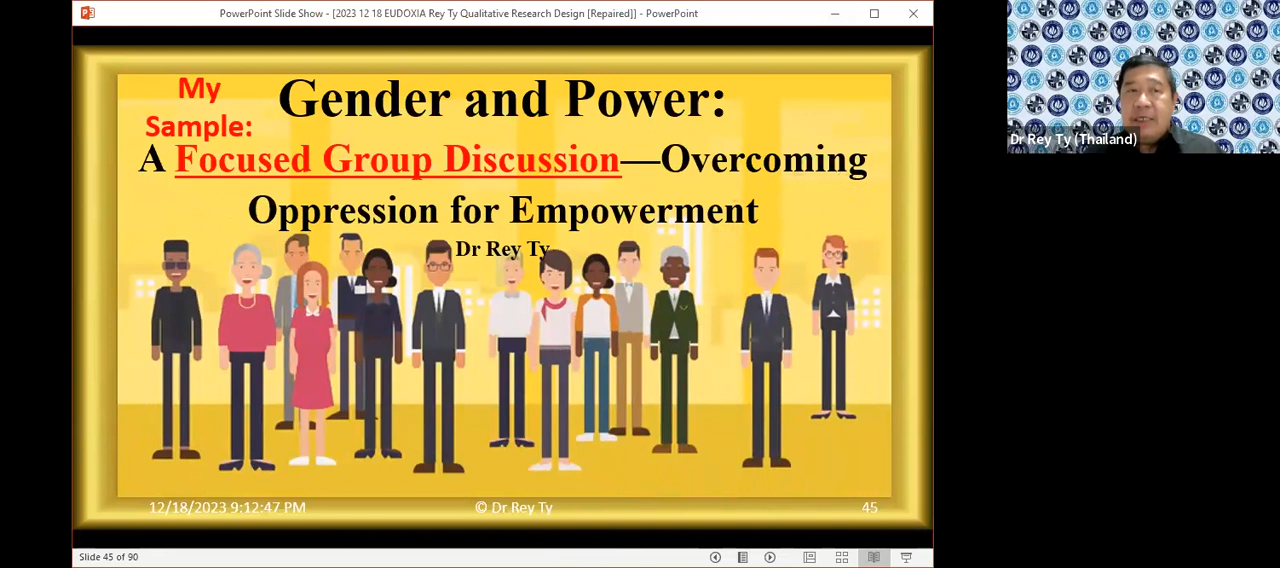 PowerPoint Slide Show - [2023 12 18 EUDOXIA Rey Ty Qualitative Research Design [Repaired]] - PowerPoint
My
Sample:
Gender and Power:
A Focused Group Discussion—Overcoming
Oppression for Empowerment
Dr Rey Ty
12/18/2023 9:12:47 PM
© Dr Rey Ty
45
Slide 45 of 90
Dr Rey Ty (Thailand)